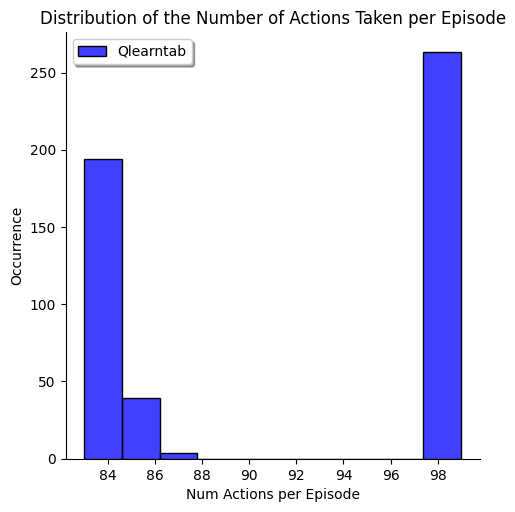 Distribution of the Number of Actions Taken per Episode
Qlearntab
250
200
150
100
50
0
Occurrence
84 86 88 90 92 94 96 98
Num Actions per Episode